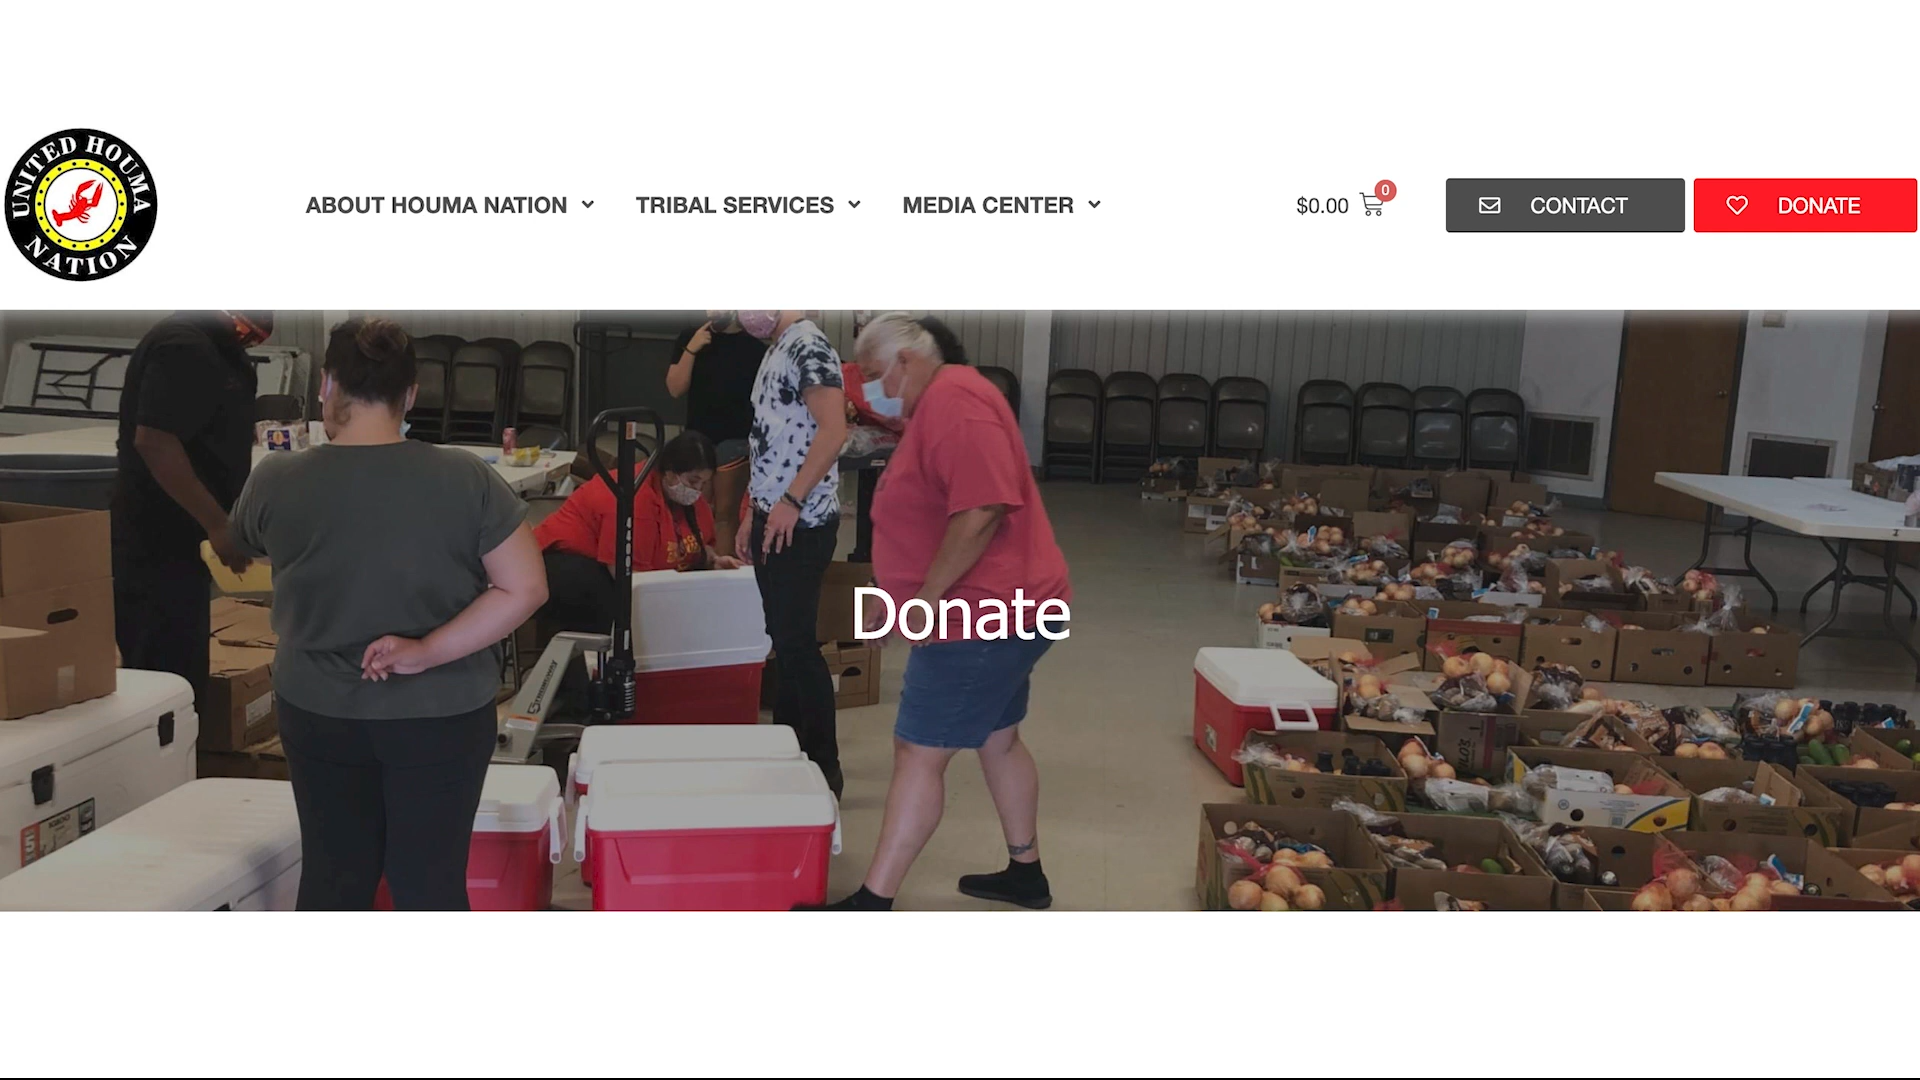 UNITED HOUMA
NATION
ABOUT HOUMA NATION
TRIBAL SERVICES
MEDIA CENTER
$0.00
0
CONTACT
DONATE
Donate